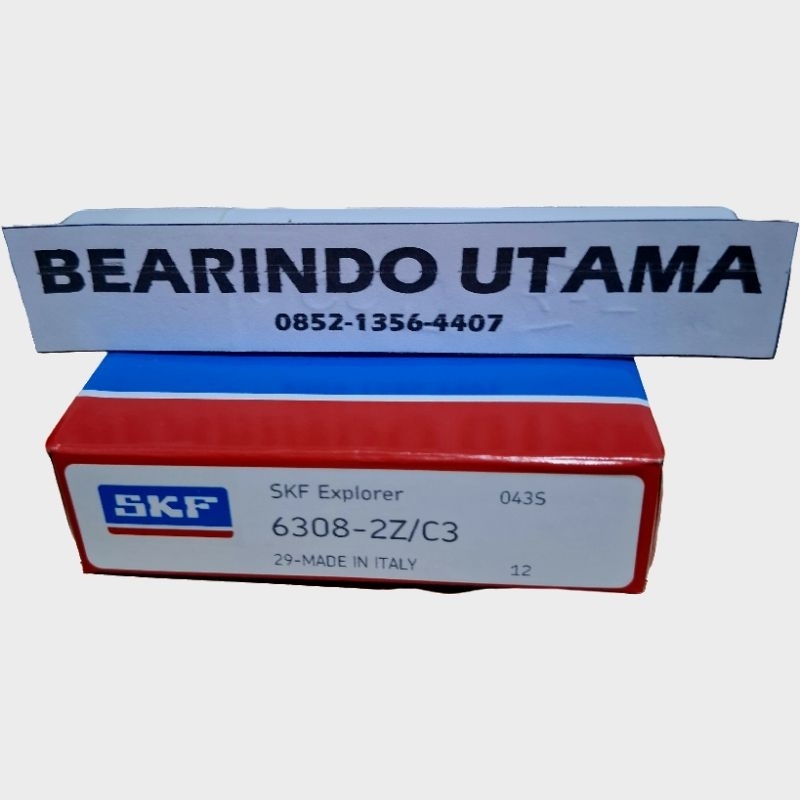 BEARINDO UTAMA
0852-1356-4407
SKF
SKF Explorer
043S
6308-2Z/C3
29-MADE IN ITALY
12